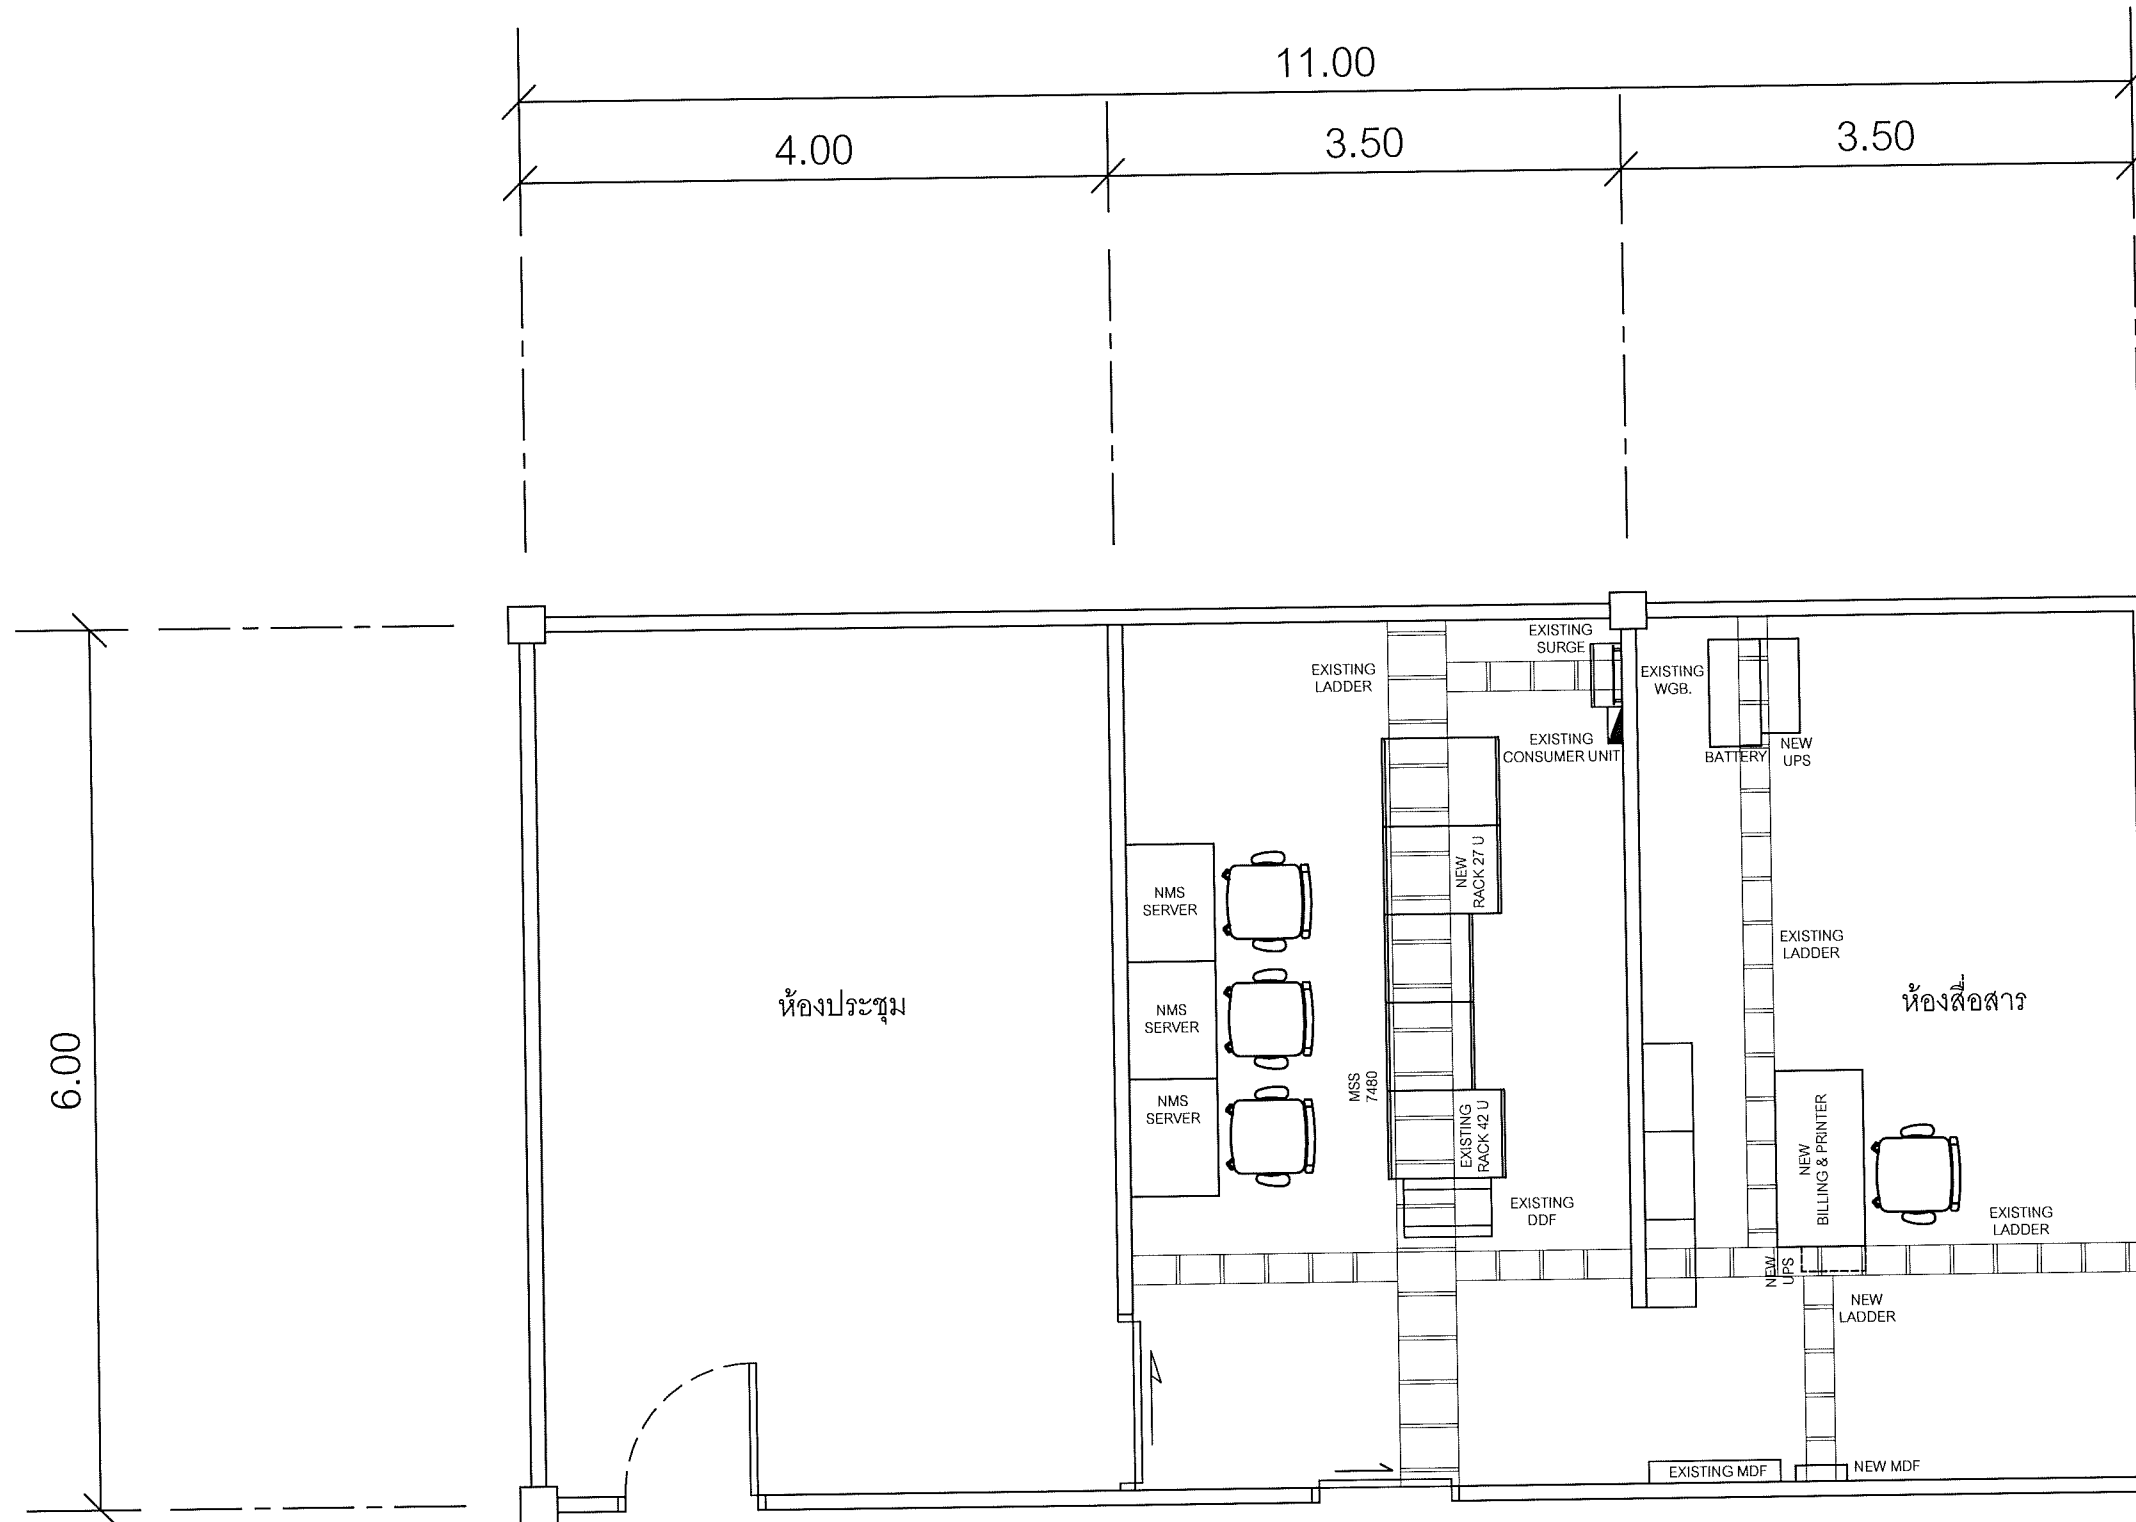 11.00
4.00
3.50
3.50
EXISTING
SURGE
EXISTING
LADDER
EXISTING
WGB.
EXISTING
CONSUMER UNIT
BATTERY
NEW
UPS
NEW
RACK 27 U
NMS
SERVER
EXISTING
LADDER
ห้องประชุม
NMS
SERVER
ห้องสื่อสาร
6.00
MSS
7480
NMS
SERVER
EXISTING
RACK 42 U
NEW
BILLING & PRINTER
EXISTING
DDF
EXISTING
LADDER
NEW
UPS
NEW
LADDER
EXISTING MDF
NEW MDF